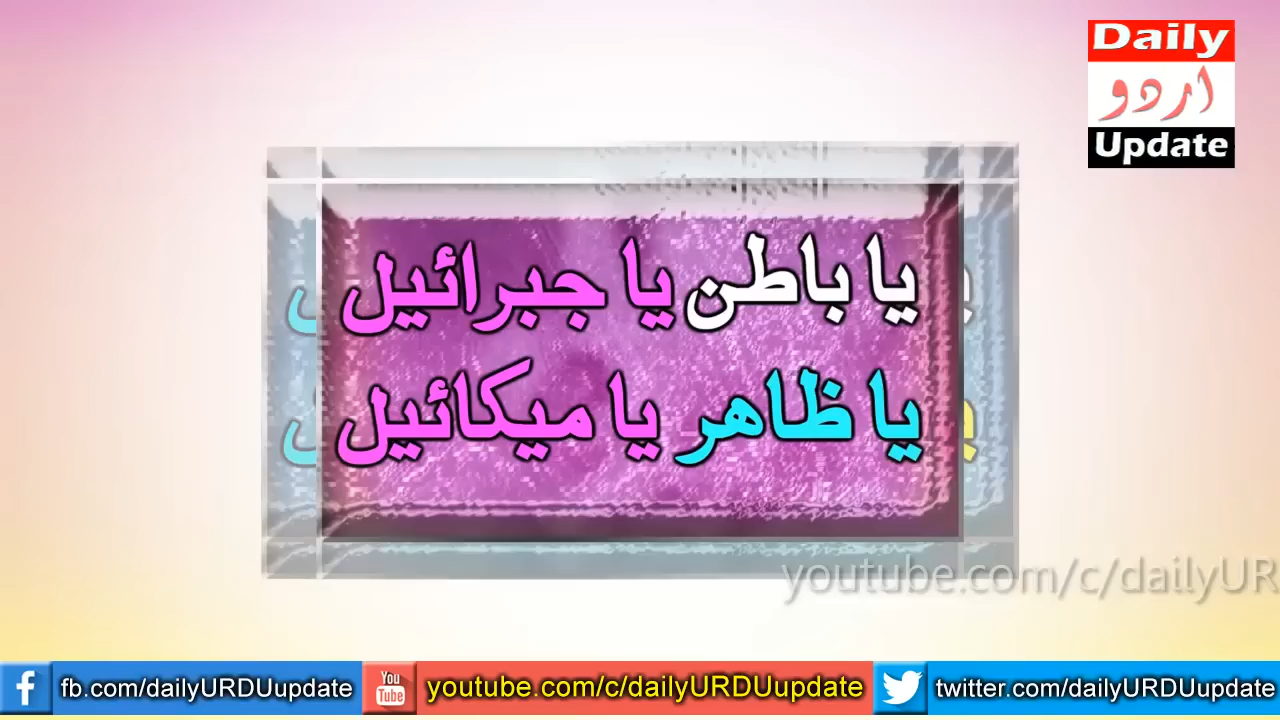 Daily
اردو
Update
یا باطن یا جبرائیل
یا ظاھر یا میکائیل
youtube.com/c/dailyUR
fb.com/dailyURDUupdate
You Tube
youtube.com/c/dailyURDUupdate
twitter.com/dailyURDUupdate